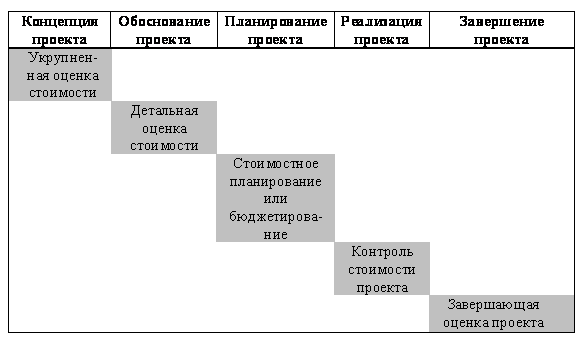 Концепция Обоснование Планирование Реализация Завершение
проекта проекта проекта проекта проекта
Укрупнен-
ная оценка
стоимости
Детальная
оценка
стоимости
Стоимостное
планирование
или
бюджетирова-
ние
Контроль
стоимости
проекта
Завершающая
оценка проекта